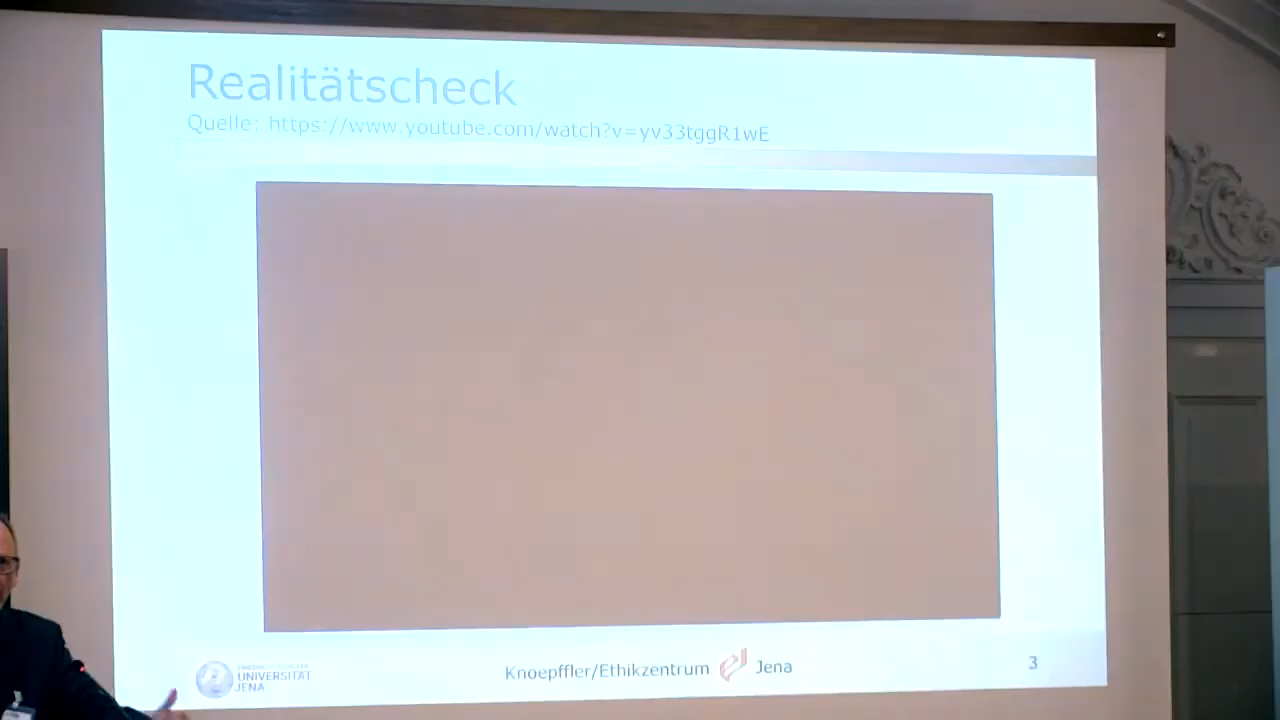 Realitätscheck
Quelle: https://www.youtube.com/watch?v=yv33tggR1wE
UNIVERSITÄT
JENA
Knoepffler/Ethikzentrum Jena
3